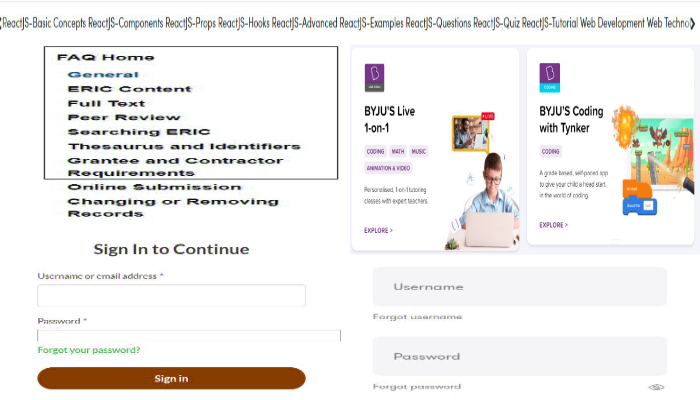 ReactJS-Basic Concepts ReactJS-Components ReactJS-Props ReactJS-Hooks ReactJS-Advanced ReactJS-Examples ReactJS-Questions ReactJS-Quiz ReactJS-Tutorial Web Development Web Techno
FAQ Home
General
ERIC Content
Full Text
Peer Review
Searching ERIC
Thesaurus and Identifiers
Grantee and Contractor
Requirements
Online Submission
Changing or Removing
Records
BYJU'S Live
1-on-1
CODING MATH MUSIC
ANIMATION & VIDEO
Personalised, 1-on-1 tutoring
classes with expert teachers.
EXPLORE >
LIVE
CODING
BYJU'S Coding
with Tynker
CODING
A grade based, self-paced app
to give your child a head start
in the world of coding.
EXPLORE >
Sign In to Continue
Username or email address *
Password *
Forgot your password?
Sign in
Username
Forgot username
Password
Forgot password